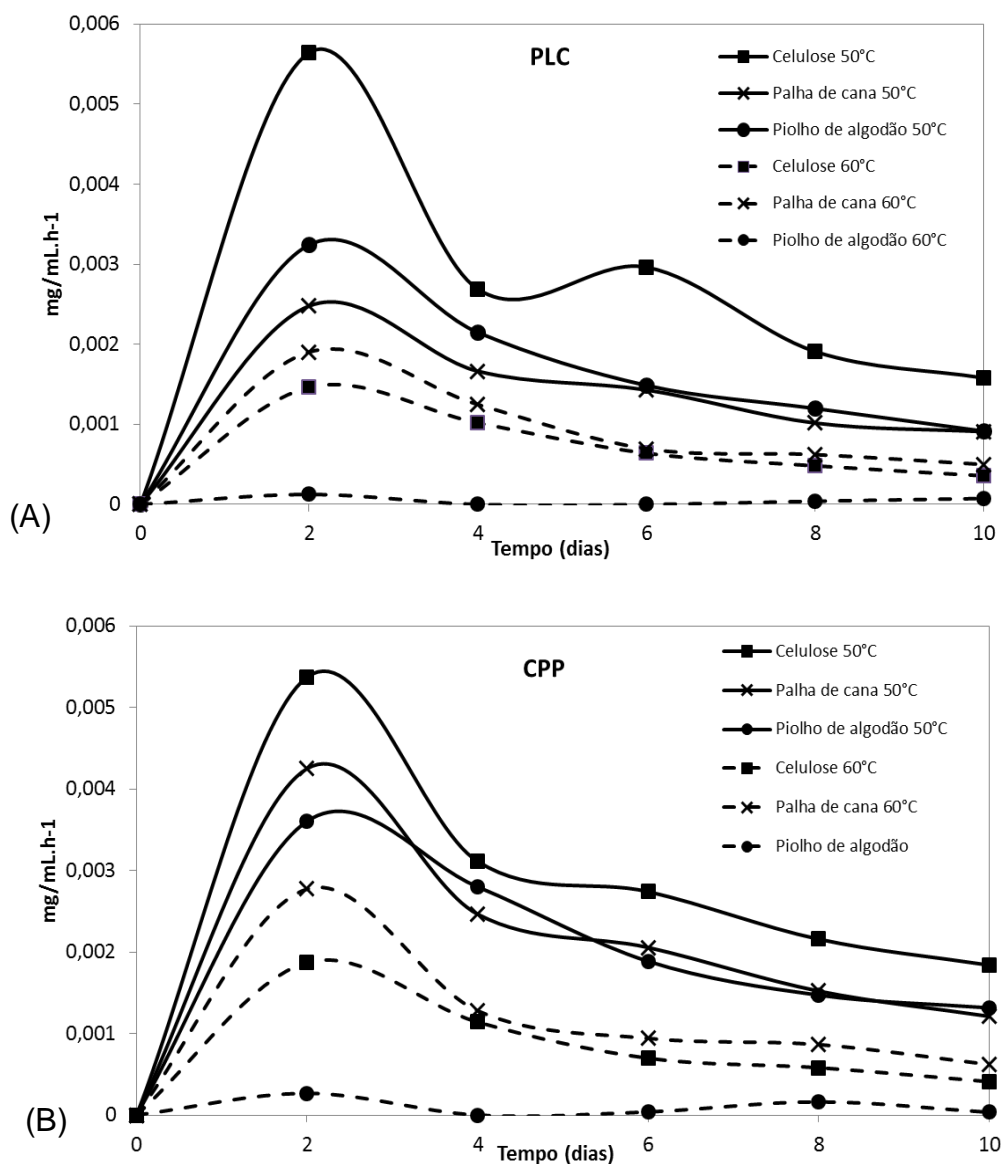 0,006
0,005
0,004
0,003
0,002
0,001
0
mg/mL.h-1
PLC
Celulose 50°C
Palha de cana 50°C
Piolho de algodão 50°C
Celulose 60°C
Palha de cana 60°C
Piolho de algodão 60°C
0 2 4 6 8 10
Tempo (dias)
(A)
0,006
0,005
0,004
0,003
0,002
0,001
0
mg/mL.h-1
CPP
Celulose 50°C
Palha de cana 50°C
Piolho de algodão 50°C
Celulose 60°C
Palha de cana 60°C
Piolho de algodão
0 2 4 6 8 10
Tempo (dias)
(B)